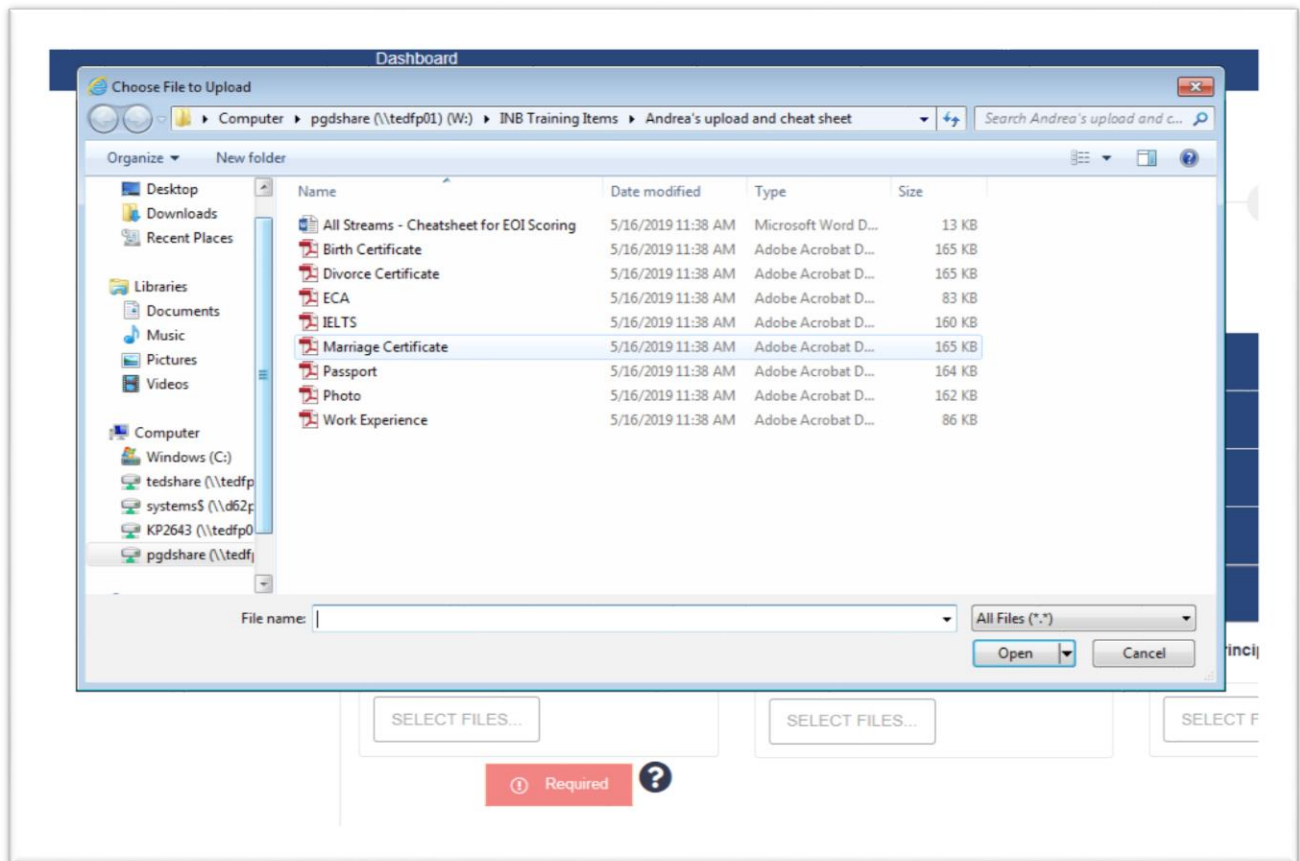 Dashboard
Choose File to Upload
Computer ▸ pgdshare (\\tedfp01) (W:) ▸ INB Training Items ▸ Andrea's upload and cheat sheet
Search Andrea's upload and c...
Organize New folder
Desktop
Downloads
Recent Places
Libraries
Documents
Music
Pictures
Videos
Computer
Windows (C:)
tedshare (\\tedfp
systems$ (\\d62p
KP2643 (\\tedfp0
pgdshare (\\tedfp
Name Date modified Type Size
All Streams - Cheatsheet for EOI Scoring 5/16/2019 11:38 AM Microsoft Word D... 13 KB
Birth Certificate 5/16/2019 11:38 AM Adobe Acrobat D... 165 KB
Divorce Certificate 5/16/2019 11:38 AM Adobe Acrobat D... 165 KB
ECA 5/16/2019 11:38 AM Adobe Acrobat D... 83 KB
IELTS 5/16/2019 11:38 AM Adobe Acrobat D... 160 KB
Marriage Certificate 5/16/2019 11:38 AM Adobe Acrobat D... 165 KB
Passport 5/16/2019 11:38 AM Adobe Acrobat D... 164 KB
Photo 5/16/2019 11:38 AM Adobe Acrobat D... 162 KB
Work Experience 5/16/2019 11:38 AM Adobe Acrobat D... 86 KB
File name: All Files (*.*)
Open Cancel
SELECT FILES... SELECT FILES... SELECT F
Required ?